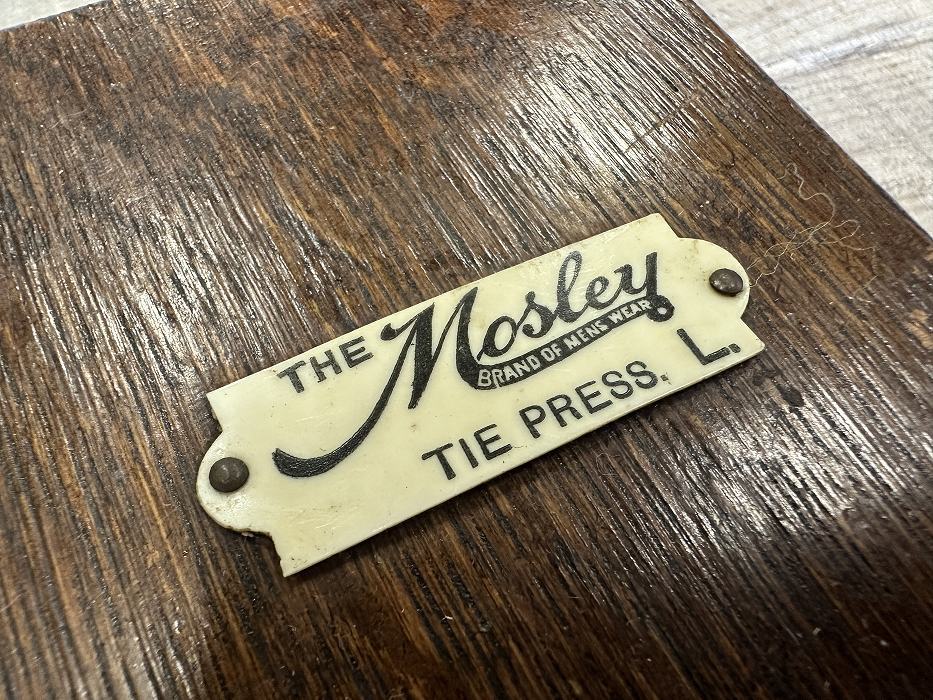 THE Mosley
BRAND OF MENS WEAR
TIE PRESS. L.